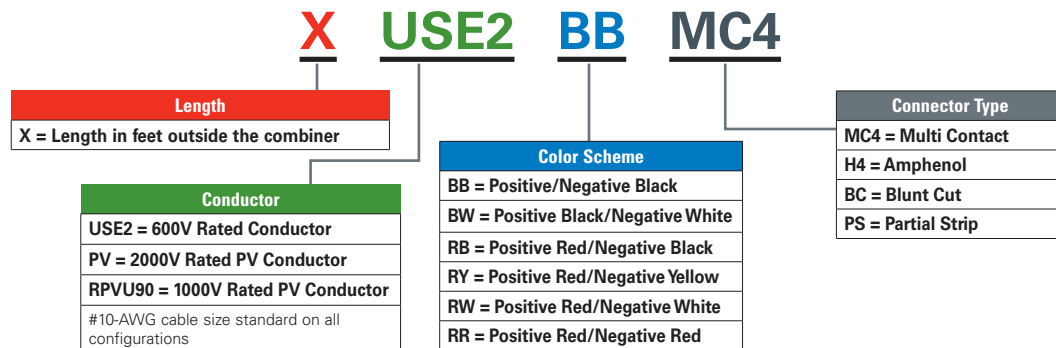 X USE2 BB MC4
Length
X = Length in feet outside the combiner
Conductor
USE2 = 600V Rated Conductor
PV = 2000V Rated PV Conductor
RPVU90 = 1000V Rated PV Conductor
#10-AWG cable size standard on all
configurations
Color Scheme
BB = Positive/Negative Black
BW = Positive Black/Negative White
RB = Positive Red/Negative Black
RY = Positive Red/Negative Yellow
RW = Positive Red/Negative White
RR = Positive Red/Negative Red
Connector Type
MC4 = Multi Contact
H4 = Amphenol
BC = Blunt Cut
PS = Partial Strip